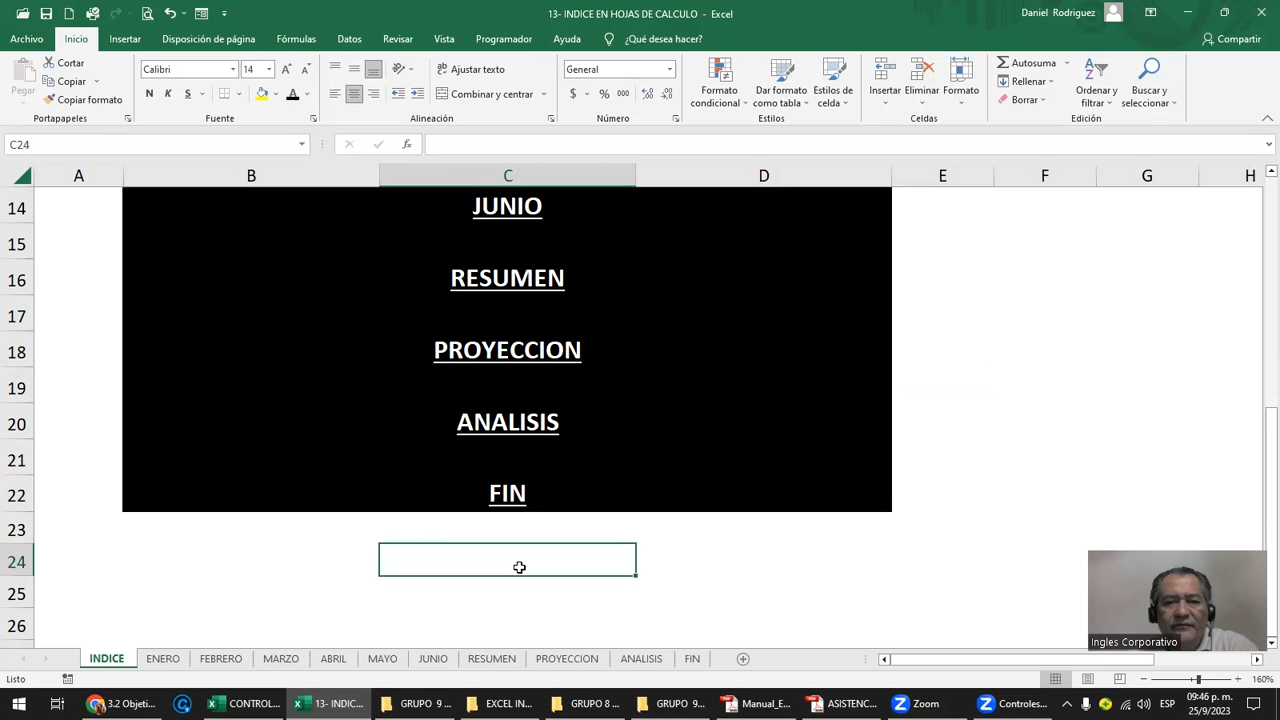 13- INDICE EN HOJAS DE CALCULO - Excel
Daniel Rodriguez
Archivo Inicio Insertar Disposición de página Fórmulas Datos Revisar Vista Programador Ayuda ¿Qué desea hacer? Compartir
Pegar
Cortar
Copiar
Copiar formato
Portapapeles
Calibri 14
N K S
Fuente
Ajustar texto
Combinar y centrar
Alineación
General
$ % 000
Número
Formato condicional
Dar formato como tabla
Estilos de celda
Estilos
Insertar Eliminar Formato
Celdas
Autosuma
Rellenar
Borrar
Ordenar y filtrar
Buscar y seleccionar
Edición
C24 fx
A B C D E F G H
14 JUNIO
15
16 RESUMEN
17
18 PROYECCION
19
20 ANALISIS
21
22 FIN
23
24
25
26
Ingles Corporativo
INDICE ENERO FEBRERO MARZO ABRIL MAYO JUNIO RESUMEN PROYECCION ANALISIS FIN
Listo 160%
3.2 Objeti... CONTROL... 13- INDIC... GRUPO 9 ... EXCEL IN... GRUPO 8 ... GRUPO 9... Manual_E... ASISTENC... Zoom Controles... ESP
09:46 p. m.
25/9/2023